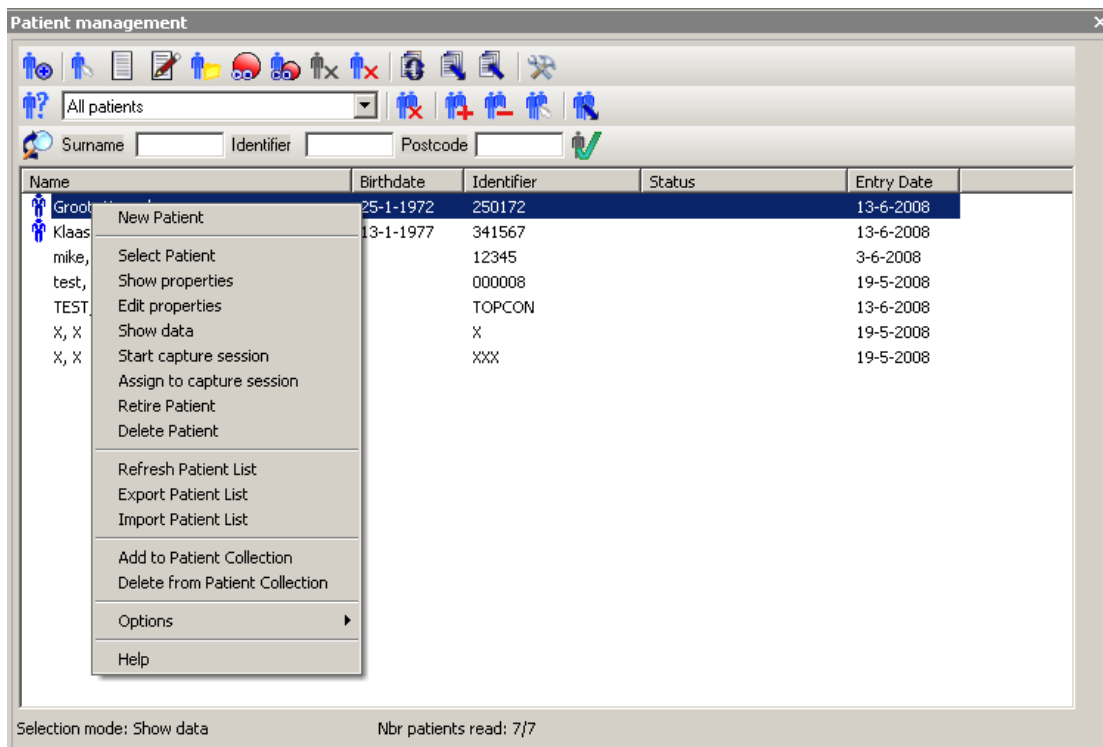 Patient management
All patients
Surname Identifier Postcode
Name Birthdate Identifier Status Entry Date
25-1-1972 250172 13-6-2008
Klaas 13-1-1977 341567 13-6-2008
mike, 12345 3-6-2008
test, 000008 19-5-2008
TEST_ TOPCON 13-6-2008
X, X X 19-5-2008
X, X XXX 19-5-2008
New Patient
Select Patient
Show properties
Edit properties
Show data
Start capture session
Assign to capture session
Retire Patient
Delete Patient
Refresh Patient List
Export Patient List
Import Patient List
Add to Patient Collection
Delete from Patient Collection
Options
Help
Selection mode: Show data Nbr patients read: 7/7